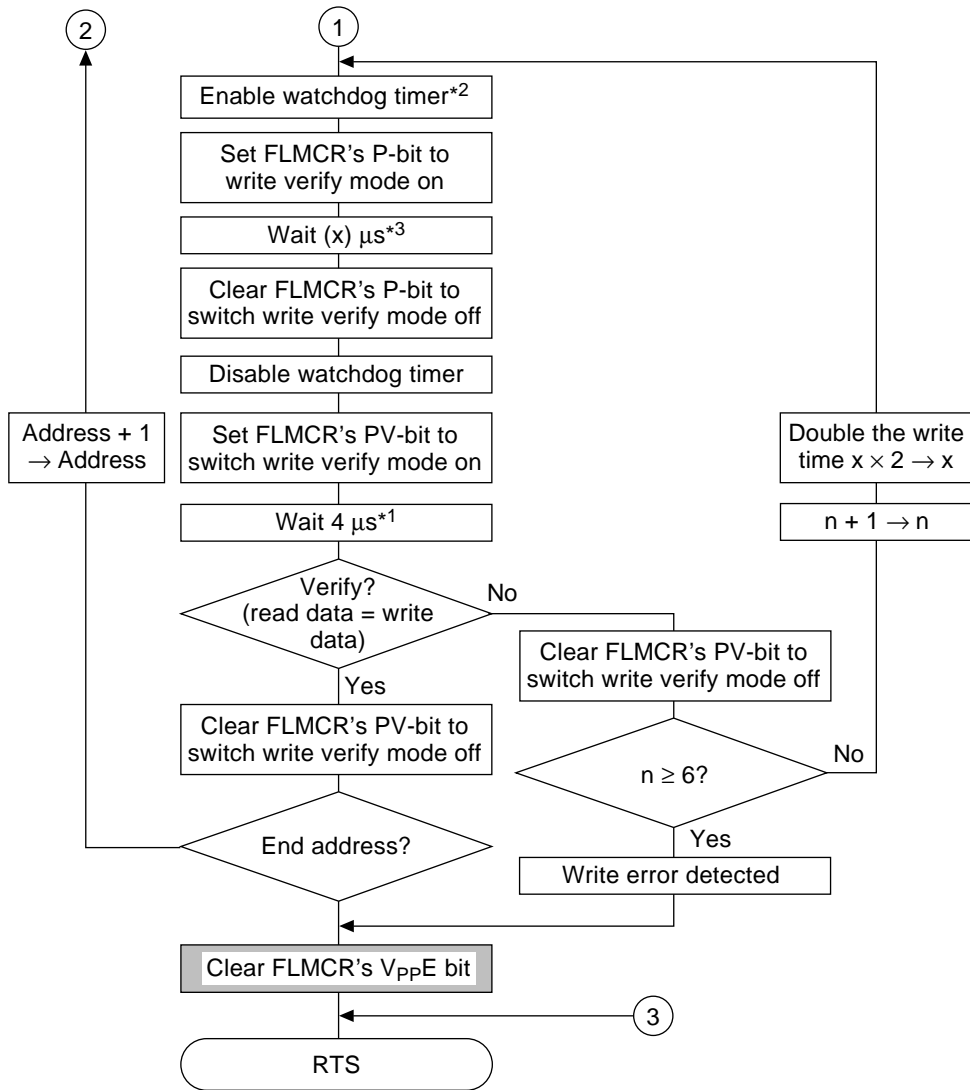 2
1
Enable watchdog timer*2
Set FLMCR's P-bit to
write verify mode on
Wait (x) μs*3
Clear FLMCR's P-bit to
switch write verify mode off
Disable watchdog timer
Address + 1
→ Address
Set FLMCR's PV-bit to
switch write verify mode on
Double the write
time x × 2 → x
Wait 4 μs*1
n + 1 → n
Verify?
(read data = write
data)
No
Clear FLMCR's PV-bit to
switch write verify mode off
Yes
Clear FLMCR's PV-bit to
switch write verify mode off
n ≥ 6?
No
End address?
Yes
Write error detected
Clear FLMCR's VPPE bit
3
RTS